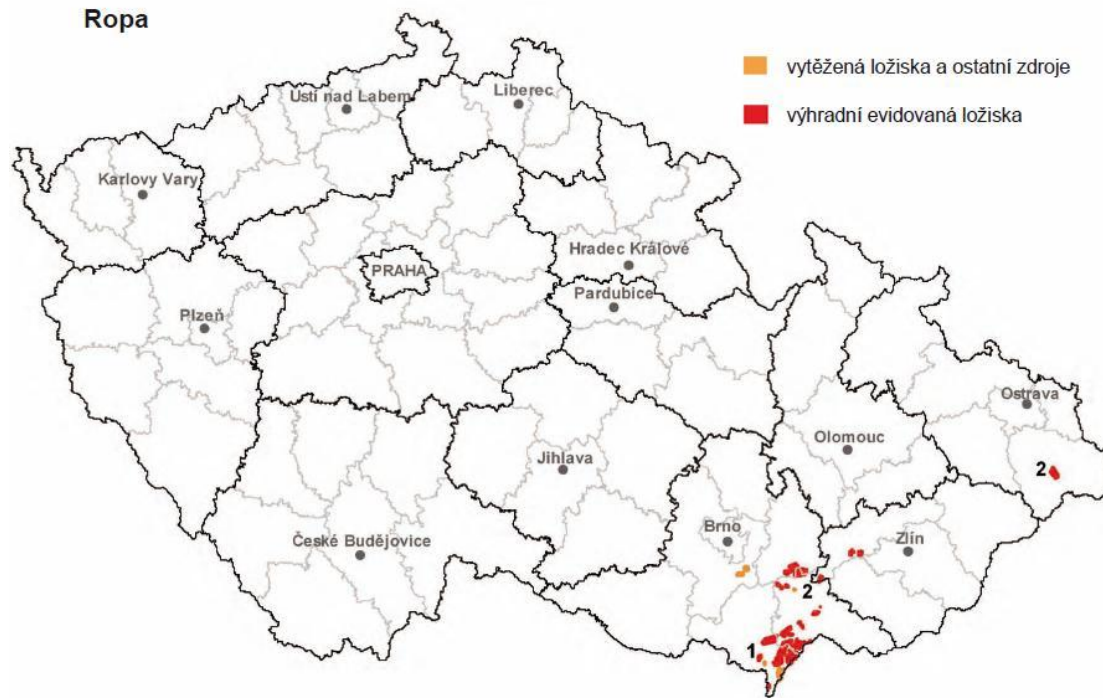 Ropa
vytěžená ložiska a ostatní zdroje
výhradní evidovaná ložiska
Ústí nad Labem
Liberec
Karlovy Vary
Hradec Králové
PRAHA
Pardubice
Plzeň
Ostrava
Olomouc
Jihlava
2
Brno
Zlín
České Budějovice
2
1